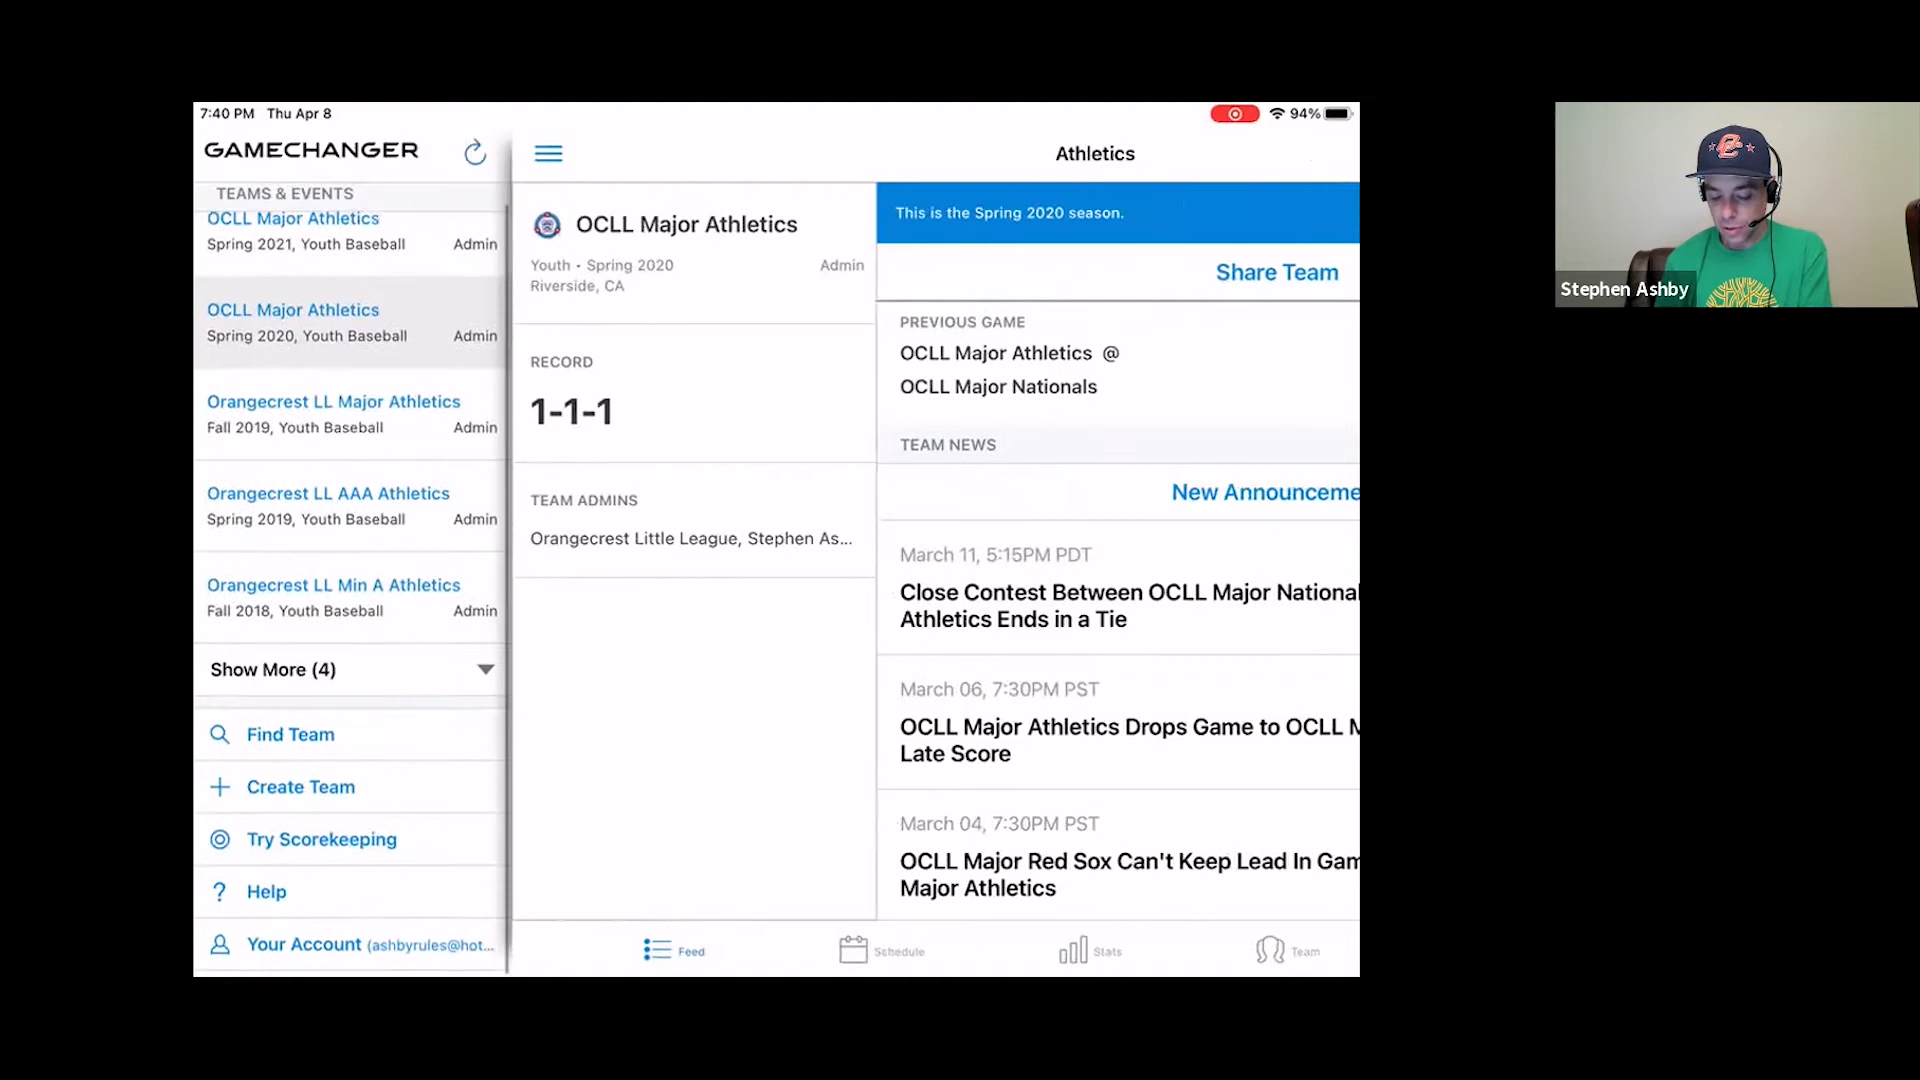 7:40 PM Thu Apr 8
94%
GAMECHANGER
TEAMS & EVENTS
OCLL Major Athletics
Spring 2021, Youth Baseball Admin
OCLL Major Athletics
Spring 2020, Youth Baseball Admin
Orangecrest LL Major Athletics
Fall 2019, Youth Baseball Admin
Orangecrest LL AAA Athletics
Spring 2019, Youth Baseball Admin
Orangecrest LL Min A Athletics
Fall 2018, Youth Baseball Admin
Show More (4)
Find Team
Create Team
Try Scorekeeping
? Help
Your Account (ashbyrules@hot...
Athletics
OCLL Major Athletics
Youth • Spring 2020 Admin
Riverside, CA
RECORD
1-1-1
TEAM ADMINS
Orangecrest Little League, Stephen As...
This is the Spring 2020 season.
Share Team
PREVIOUS GAME
OCLL Major Athletics @
OCLL Major Nationals
TEAM NEWS
New Announceme
March 11, 5:15PM PDT
Close Contest Between OCLL Major National
Athletics Ends in a Tie
March 06, 7:30PM PST
OCLL Major Athletics Drops Game to OCLL M
Late Score
March 04, 7:30PM PST
OCLL Major Red Sox Can't Keep Lead In Gam
Major Athletics
Feed
Schedule
Stats
Team
Stephen Ashby